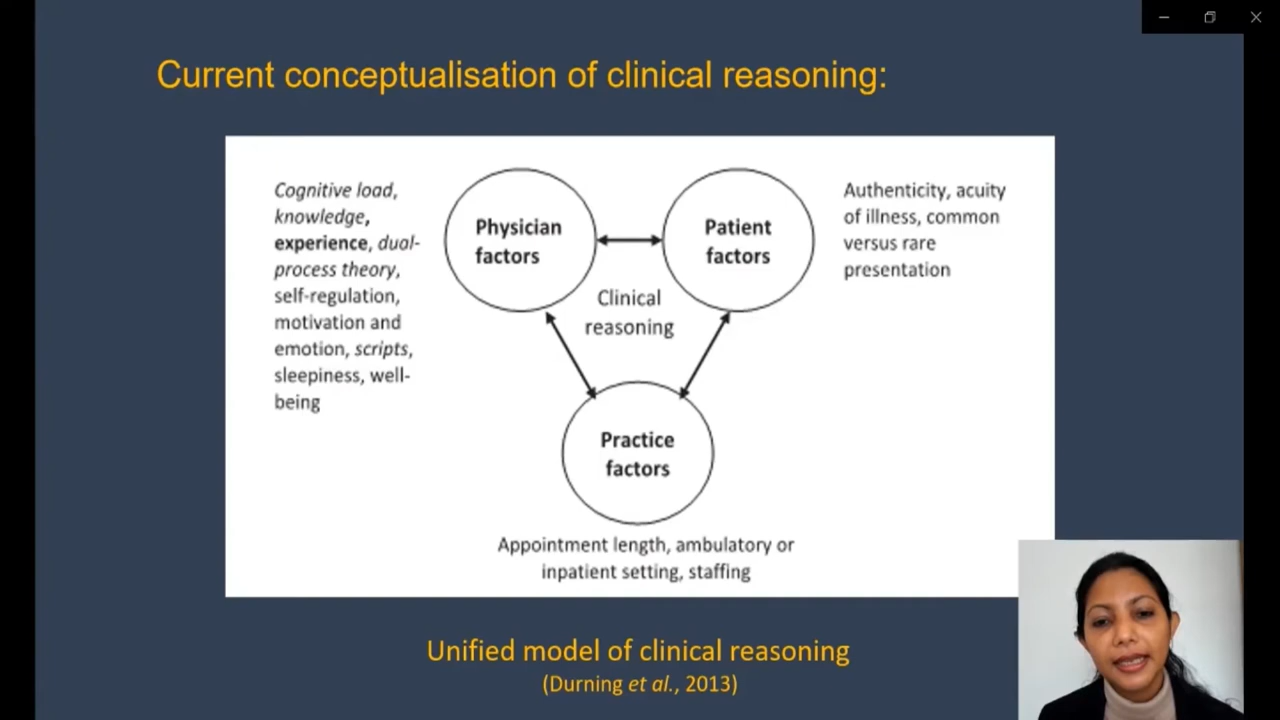 Current conceptualisation of clinical reasoning:
Cognitive load,
knowledge,
experience, dual-
process theory,
self-regulation,
motivation and
emotion, scripts,
sleepiness, well-
being
Physician
factors
Patient
factors
Authenticity, acuity
of illness, common
versus rare
presentation
Clinical
reasoning
Practice
factors
Appointment length, ambulatory or
inpatient setting, staffing
Unified model of clinical reasoning
(Durning et al., 2013)